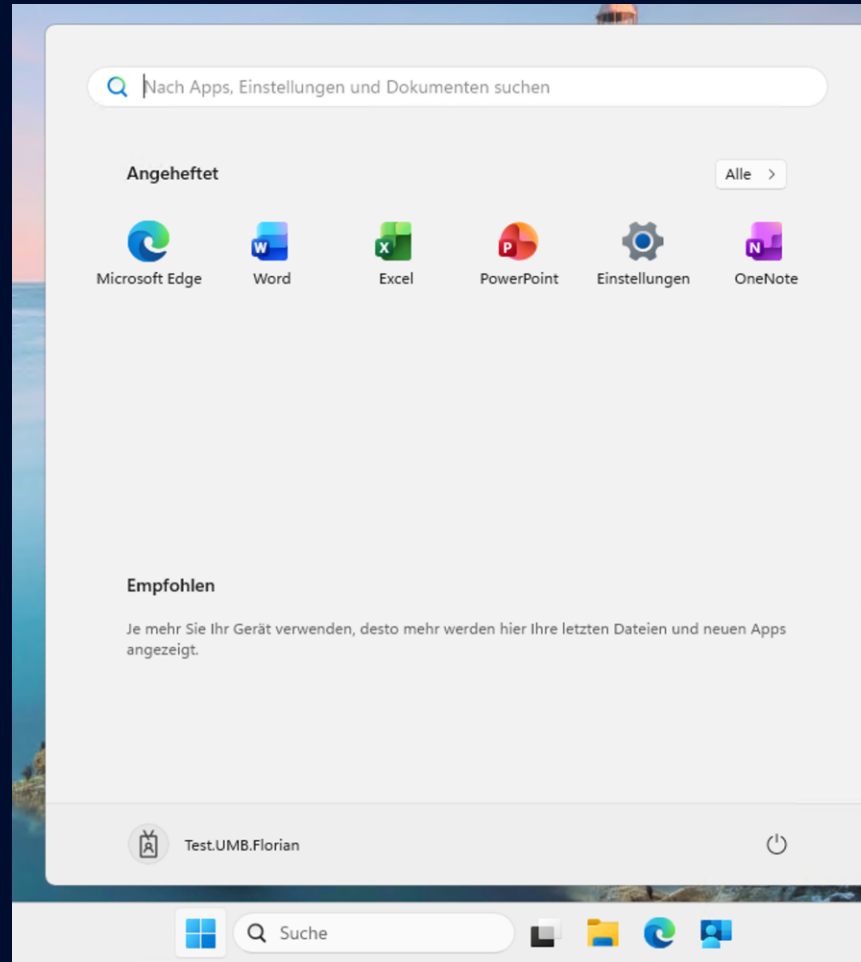 Nach Apps, Einstellungen und Dokumenten suchen
Angeheftet
Alle
Microsoft Edge
Word
Excel
PowerPoint
Einstellungen
OneNote
Empfohlen
Je mehr Sie Ihr Gerät verwenden, desto mehr werden hier Ihre letzten Dateien und neuen Apps
angezeigt.
Test.UMB.Florian
Suche